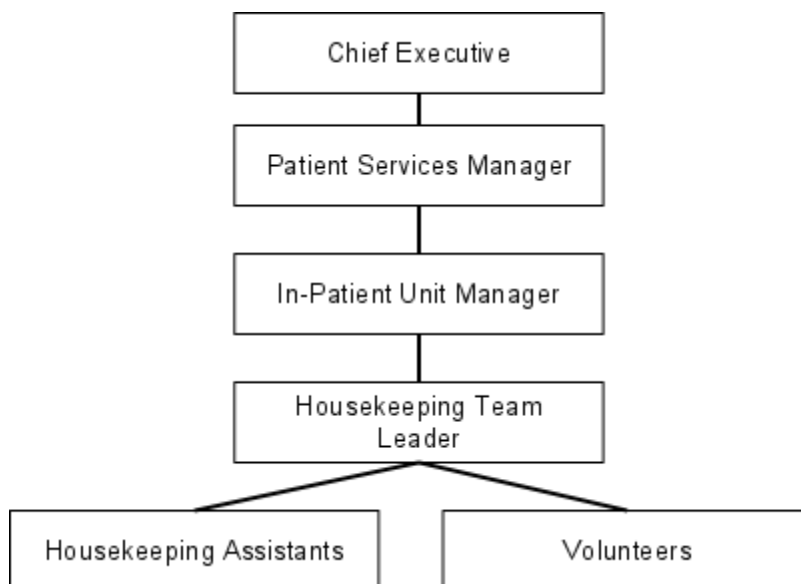 Chief Executive
Patient Services Manager
In-Patient Unit Manager
Housekeeping Team
Leader
Housekeeping Assistants
Volunteers